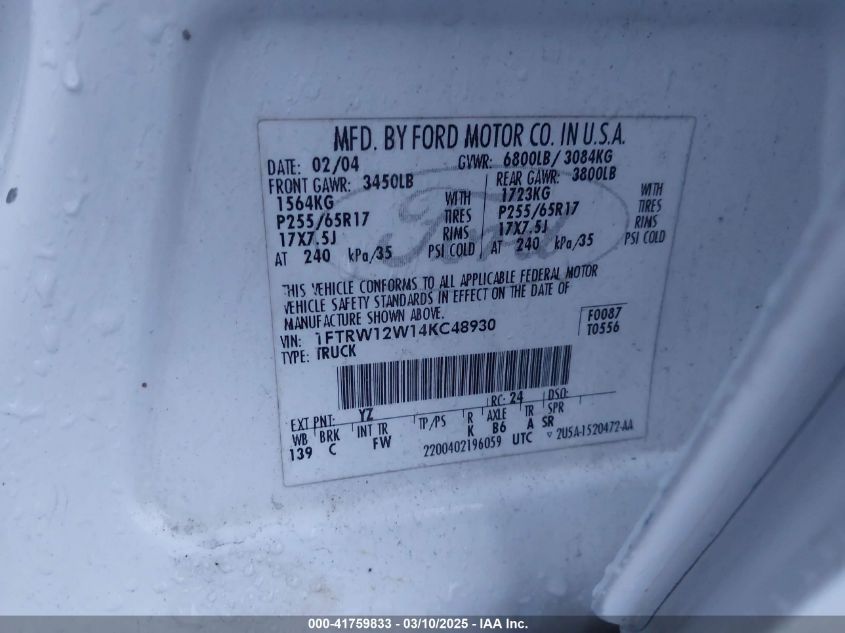 MFD. BY FORD MOTOR CO. IN U.S.A.
DATE: 02/04 GVWR: 6800LB/ 3084KG
FRONT GAWR: 3450LB REAR GAWR: 3800LB
1564KG WITH 1723KG WITH
P255/65R17 TIRES P255/65R17 TIRES
17X7.5J RIMS 17X7.5J RIMS
AT 240 kPa/35 PSI COLD AT 240 kPa/35 PSI COLD
Ford
THIS VEHICLE CONFORMS TO ALL APPLICABLE FEDERAL MOTOR
VEHICLE SAFETY STANDARDS IN EFFECT ON THE DATE OF
MANUFACTURE SHOWN ABOVE.
VIN: 1FTRW12W14KC48930 F0087
TYPE: TRUCK T0556
EXT PNT: YZ RC: 24 DSO:
WB BRK INT TR TP/PS R AXLE TR SPR
139 C FW K B6 A SR
2200402196059 UTC ▽ 2U5A-1520472-AA
000-41759833 - 03/10/2025 - IAA Inc.